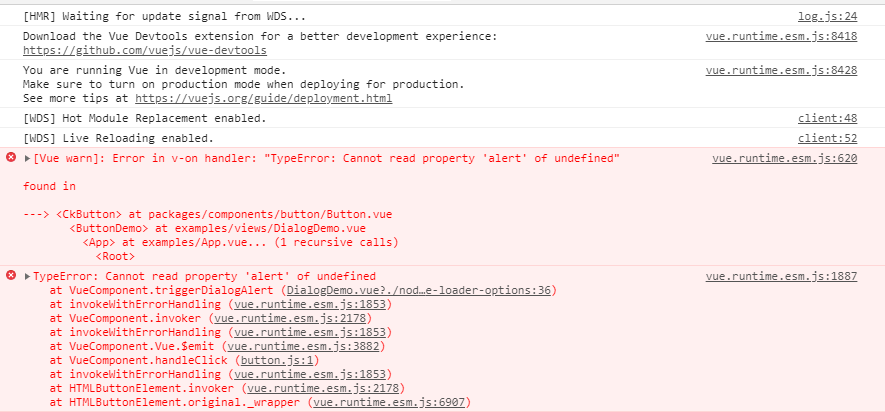 [HMR] Waiting for update signal from WDS... log.js:24
Download the Vue Devtools extension for a better development experience: vue.runtime.esm.js:8418
https://github.com/vuejs/vue-devtools
You are running Vue in development mode. vue.runtime.esm.js:8428
Make sure to turn on production mode when deploying for production.
See more tips at https://vuejs.org/guide/deployment.html
[WDS] Hot Module Replacement enabled. client:48
[WDS] Live Reloading enabled. client:52
[Vue warn]: Error in v-on handler: "TypeError: Cannot read property 'alert' of undefined" vue.runtime.esm.js:620
found in
---> <CkButton> at packages/components/button/Button.vue
<ButtonDemo> at examples/views/DialogDemo.vue
<App> at examples/App.vue... (1 recursive calls)
<Root>
TypeError: Cannot read property 'alert' of undefined vue.runtime.esm.js:1887
at VueComponent.triggerDialogAlert (DialogDemo.vue?./nod…e-loader-options:36)
at invokeWithErrorHandling (vue.runtime.esm.js:1853)
at VueComponent.invoker (vue.runtime.esm.js:2178)
at invokeWithErrorHandling (vue.runtime.esm.js:1853)
at VueComponent.Vue.$emit (vue.runtime.esm.js:3882)
at VueComponent.handleClick (button.js:1)
at invokeWithErrorHandling (vue.runtime.esm.js:1853)
at HTMLButtonElement.invoker (vue.runtime.esm.js:2178)
at HTMLButtonElement.original._wrapper (vue.runtime.esm.js:6907)